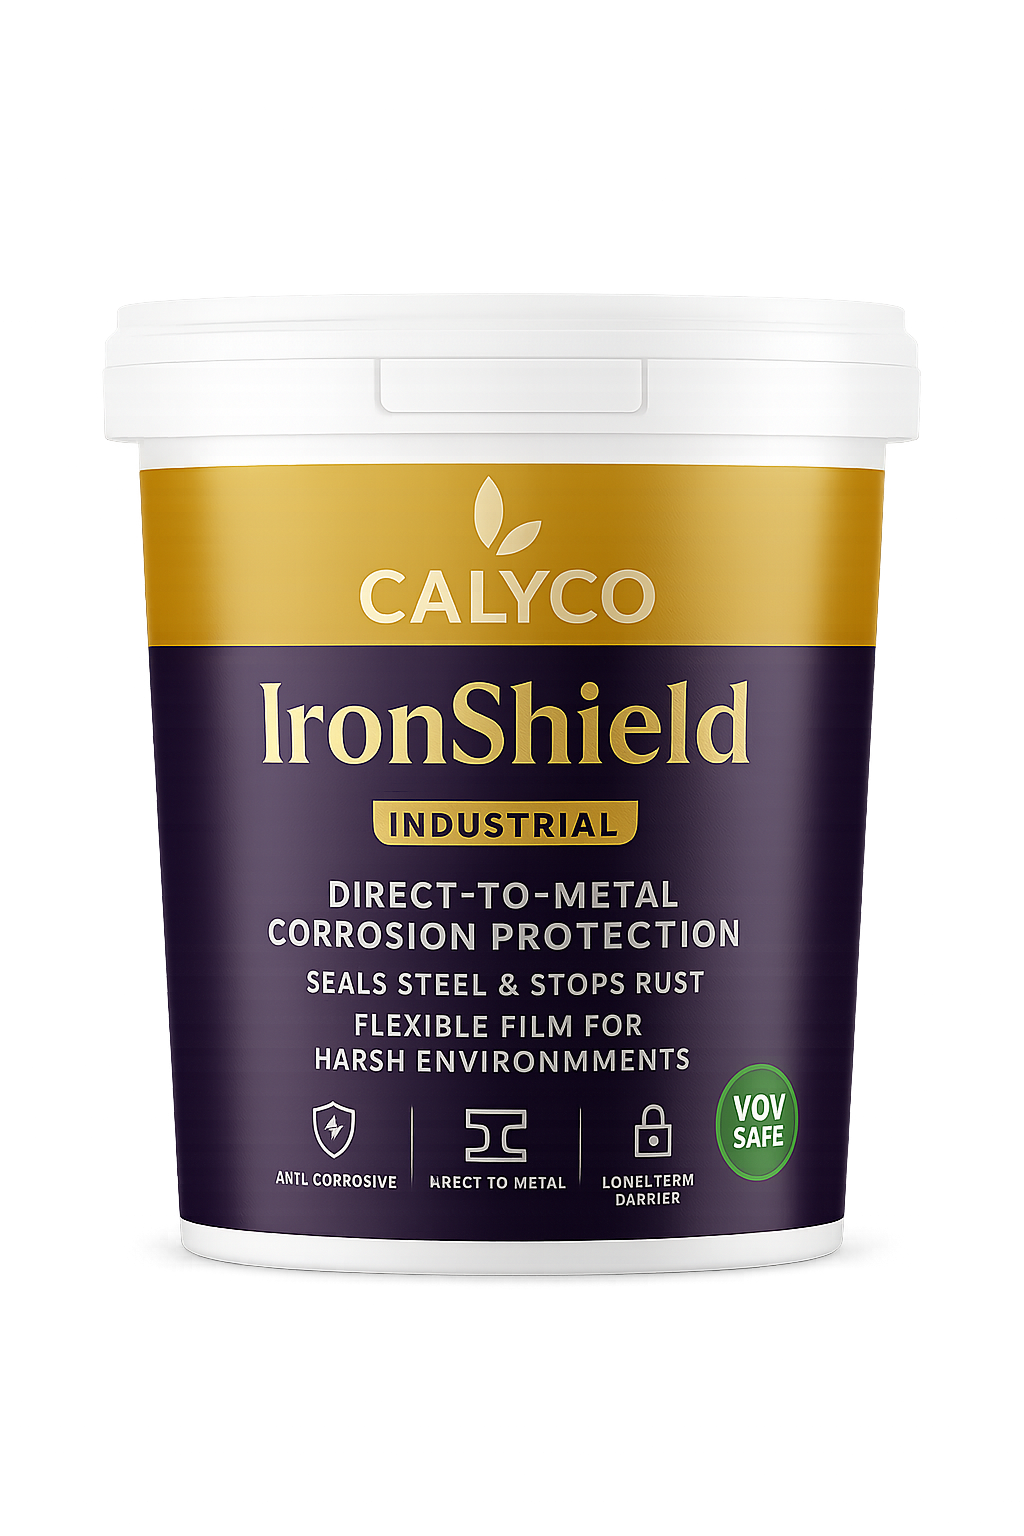 CALYCO
IronShield
INDUSTRIAL
DIRECT-TO-METAL
CORROSION PROTECTION
SEALS STEEL & STOPS RUST
FLEXIBLE FILM FOR
HARSH ENVIRONMMENTS
VOV
SAFE
ANTL CORROSIVE
ARECT TO METAL
LONELTERM
DARRIER